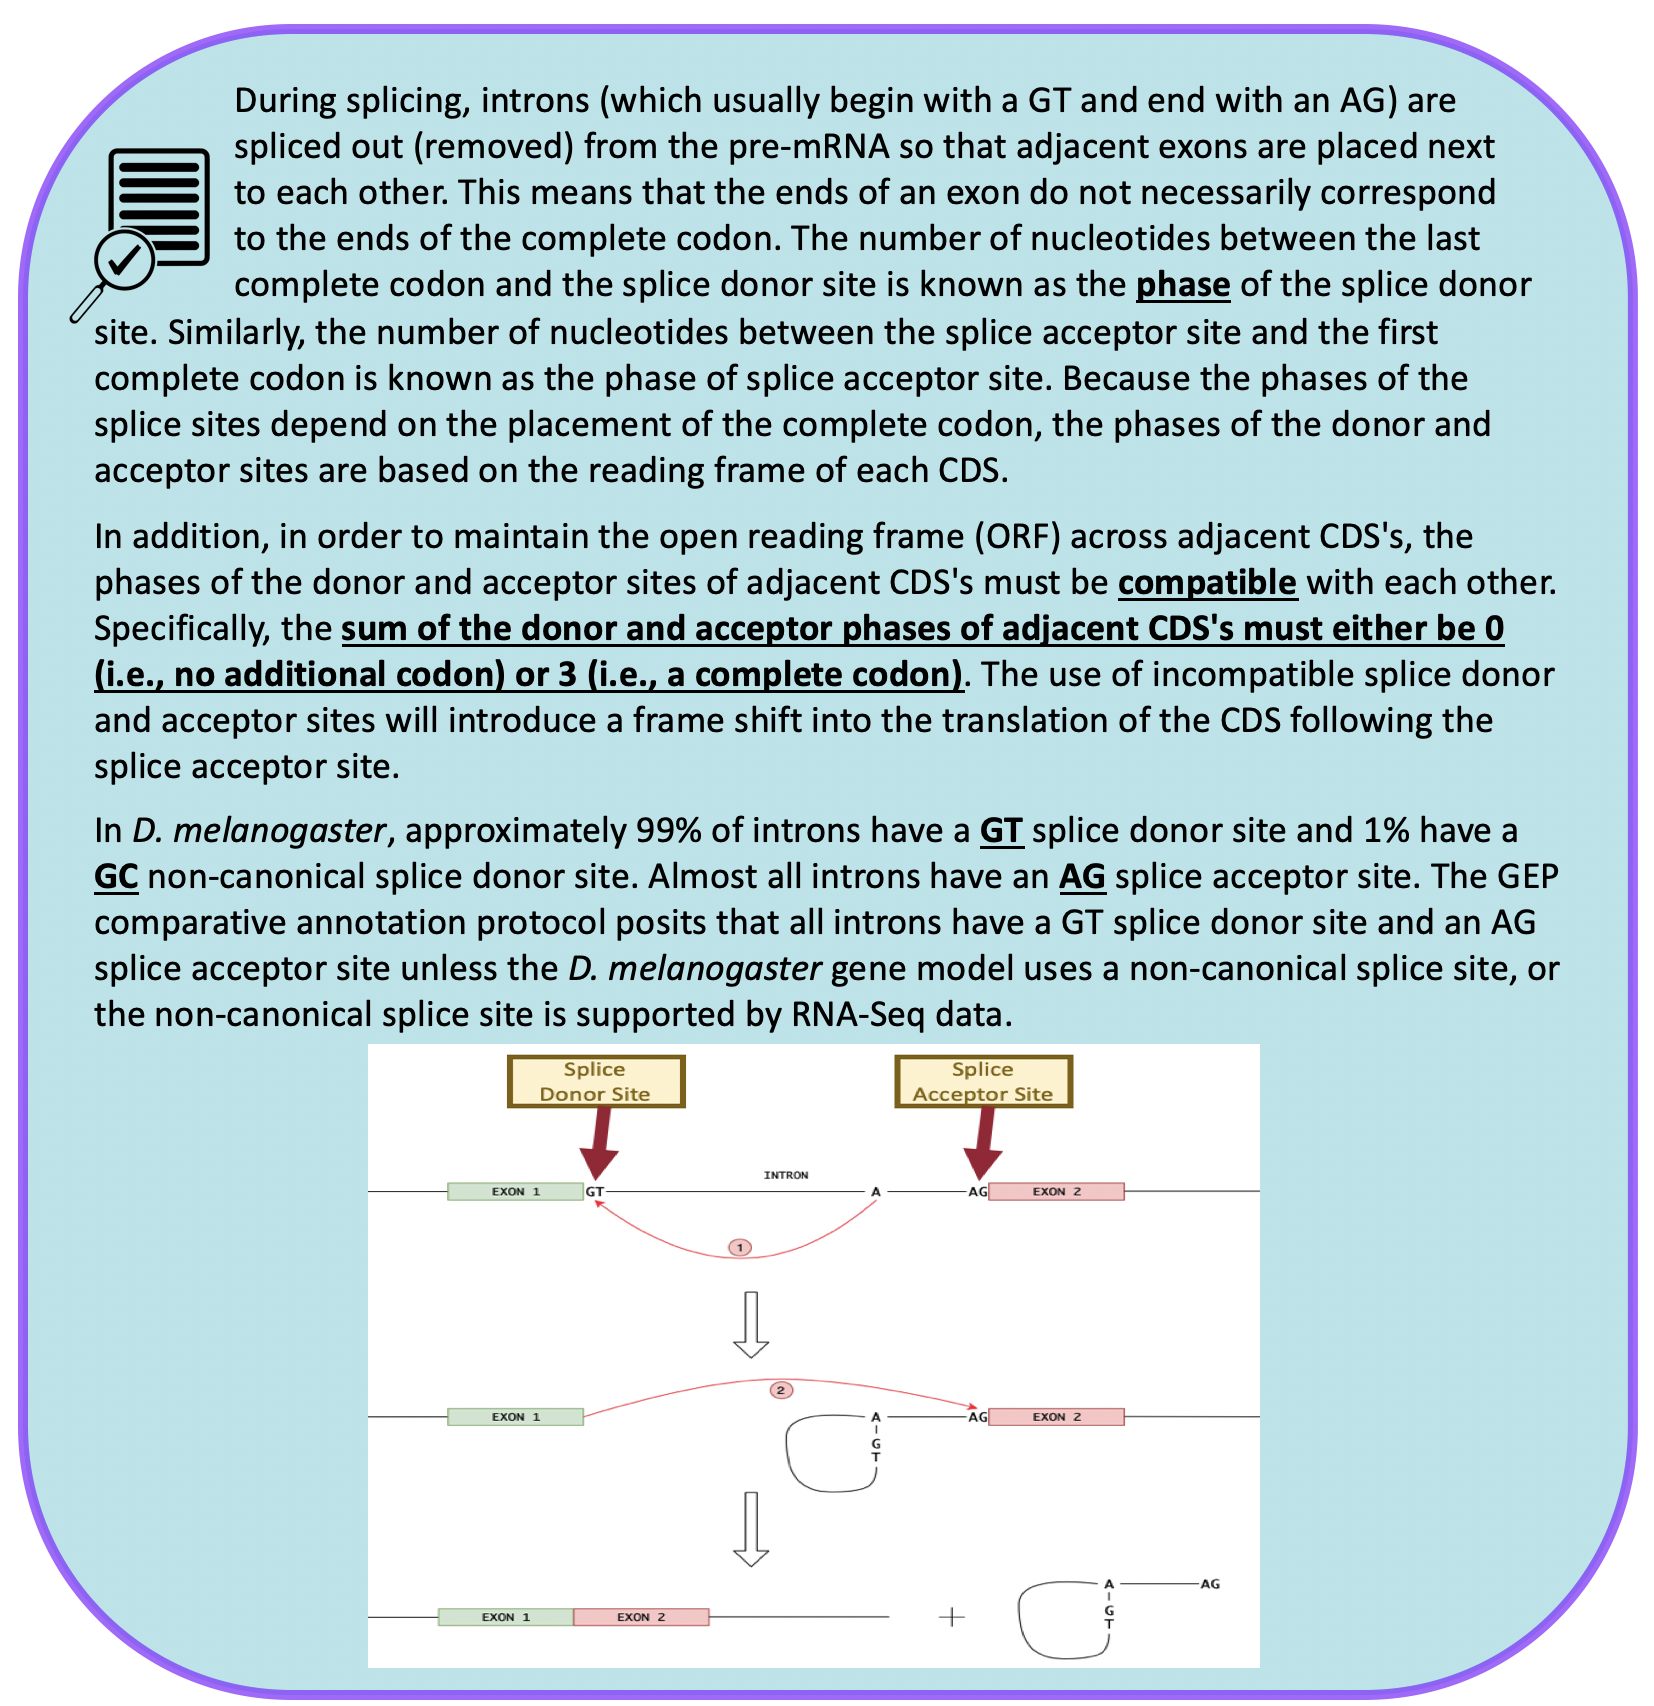 During splicing, introns (which usually begin with a GT and end with an AG) are
spliced out (removed) from the pre-mRNA so that adjacent exons are placed next
to each other. This means that the ends of an exon do not necessarily correspond
to the ends of the complete codon. The number of nucleotides between the last
complete codon and the splice donor site is known as the phase of the splice donor
site. Similarly, the number of nucleotides between the splice acceptor site and the first
complete codon is known as the phase of splice acceptor site. Because the phases of the
splice sites depend on the placement of the complete codon, the phases of the donor and
acceptor sites are based on the reading frame of each CDS.
In addition, in order to maintain the open reading frame (ORF) across adjacent CDS's, the
phases of the donor and acceptor sites of adjacent CDS's must be compatible with each other.
Specifically, the sum of the donor and acceptor phases of adjacent CDS's must either be 0
(i.e., no additional codon) or 3 (i.e., a complete codon). The use of incompatible splice donor
and acceptor sites will introduce a frame shift into the translation of the CDS following the
splice acceptor site.
In D. melanogaster, approximately 99% of introns have a GT splice donor site and 1% have a
GC non-canonical splice donor site. Almost all introns have an AG splice acceptor site. The GEP
comparative annotation protocol posits that all introns have a GT splice donor site and an AG
splice acceptor site unless the D. melanogaster gene model uses a non-canonical splice site, or
the non-canonical splice site is supported by RNA-Seq data.
Splice
Donor Site
Splice
Acceptor Site
INTRON
EXON 1 GT A AG EXON 2
1
2
EXON 1 A AG EXON 2
G
T
A AG
G
T
EXON 1 EXON 2 +